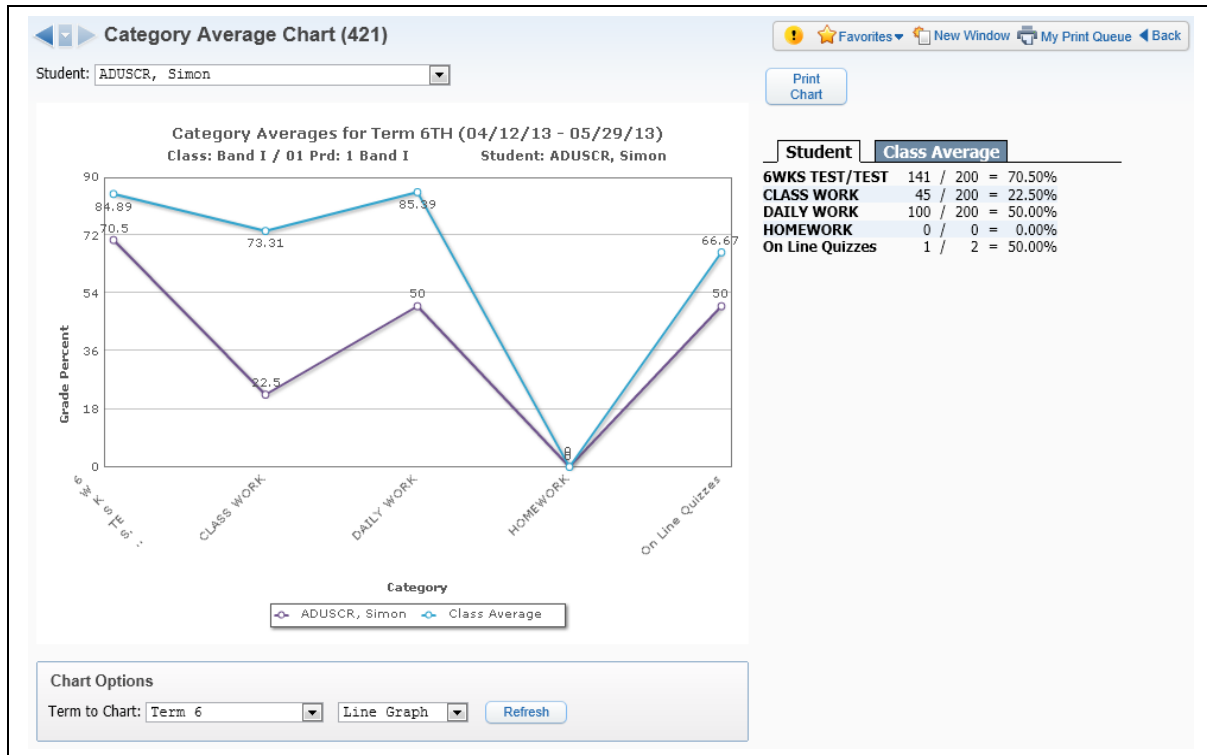 Category Average Chart (421)
Favorites New Window My Print Queue Back
Student: ADUSCR, Simon
Print
Chart
Category Averages for Term 6TH (04/12/13 - 05/29/13)
Class: Band I / 01 Prd: 1 Band I Student: ADUSCR, Simon
Student Class Average
6WKS TEST/TEST 141 / 200 = 70.50%
CLASS WORK 45 / 200 = 22.50%
DAILY WORK 100 / 200 = 50.00%
HOMEWORK 0 / 0 = 0.00%
On Line Quizzes 1 / 2 = 50.00%
Grade Percent
90
72
54
36
18
0
84.89
73.31
85.39
0
66.67
70.5
22.5
50
0
50
6WKS TES...
CLASS WORK
DAILY WORK
HOMEWORK
On Line Quizzes
Category
ADUSCR, Simon Class Average
Chart Options
Term to Chart: Term 6 Line Graph Refresh